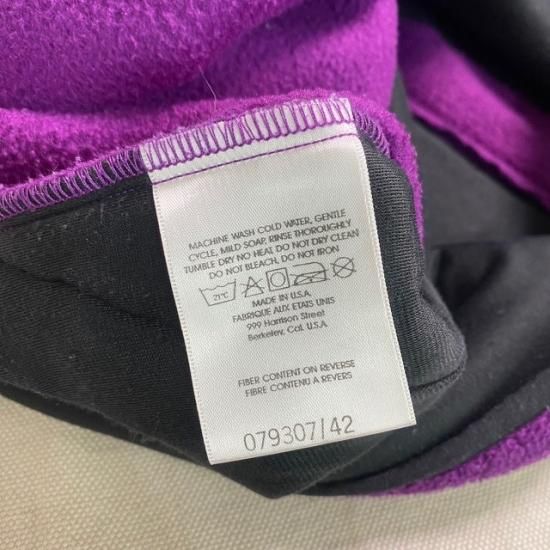 MACHINE WASH COLD WATER, GENTLE
CYCLE, MILD SOAP, RINSE THOROUGHLY
TUMBLE DRY NO HEAT, DO NOT DRY CLEAN
DO NOT BLEACH, DO NOT IRON
21°C
MADE IN U.S.A.
FABRIQUE AUX ETATS UNIS
999 Harrison Street
Berkeley, Cal. U.S.A.
FIBER CONTENT ON REVERSE
FIBRE CONTENU A REVERS
079307/42